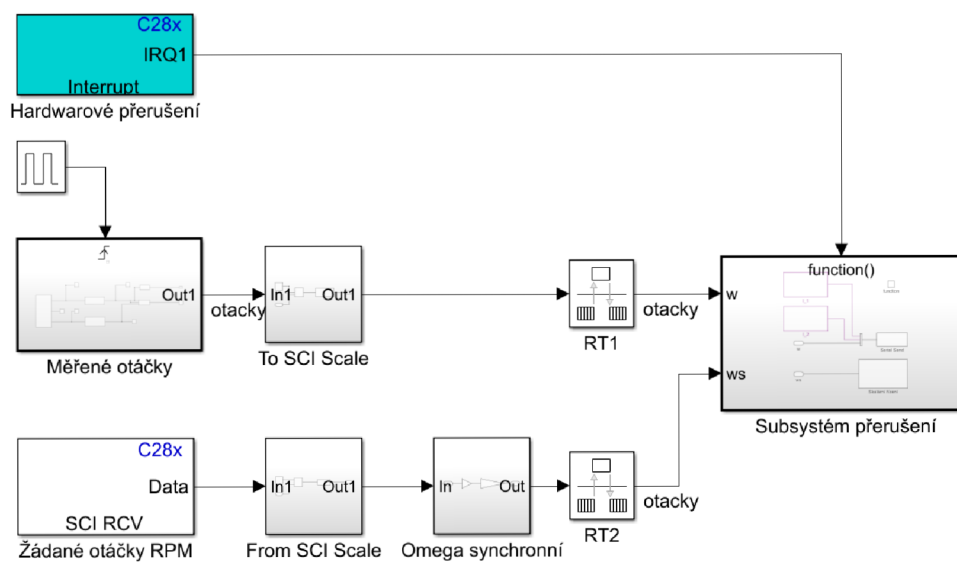 C28x
IRQ1
Interrupt
Hardwarové přerušení
Out1
otacky
Měřené otáčky
In1
Out1
To SCI Scale
RT1
otacky
function()
w
ws
Subsystém přerušení
C28x
Data
SCI RCV
Žádané otáčky RPM
In1
Out1
From SCI Scale
In
Out
Omega synchronní
RT2
otacky